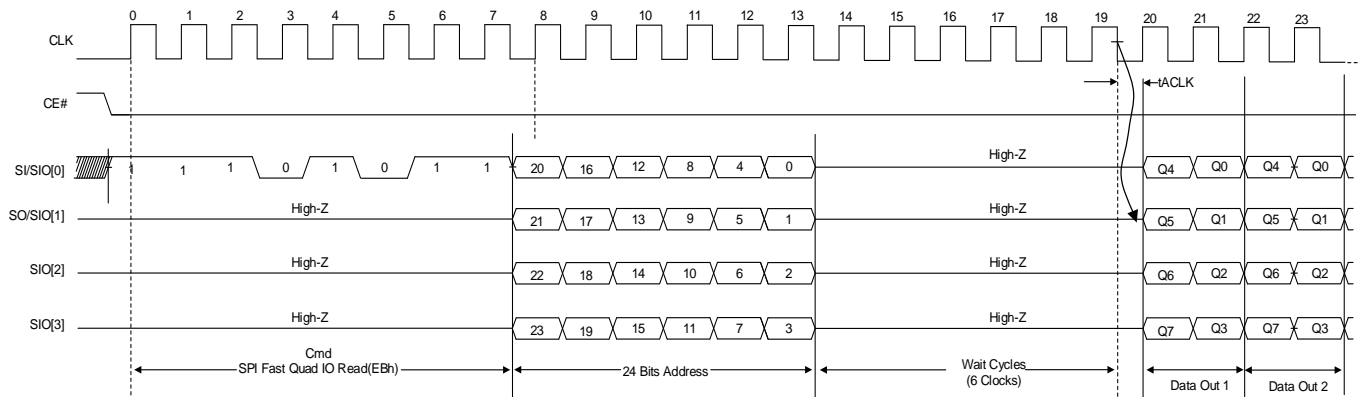 0 1 2 3 4 5 6 7 8 9 10 11 12 13 14 15 16 17 18 19 20 21 22 23
CLK
tACLK
CE#
SI/SIO[0] 1 1 1 0 1 0 1 1 20 16 12 8 4 0 High-Z Q4 Q0 Q4 Q0
SO/SIO[1] High-Z 21 17 13 9 5 1 High-Z Q5 Q1 Q5 Q1
SIO[2] High-Z 22 18 14 10 6 2 High-Z Q6 Q2 Q6 Q2
SIO[3] High-Z 23 19 15 11 7 3 High-Z Q7 Q3 Q7 Q3
Cmd
SPI Fast Quad IO Read(EBh)
24 Bits Address
Wait Cycles
(6 Clocks)
Data Out 1 Data Out 2